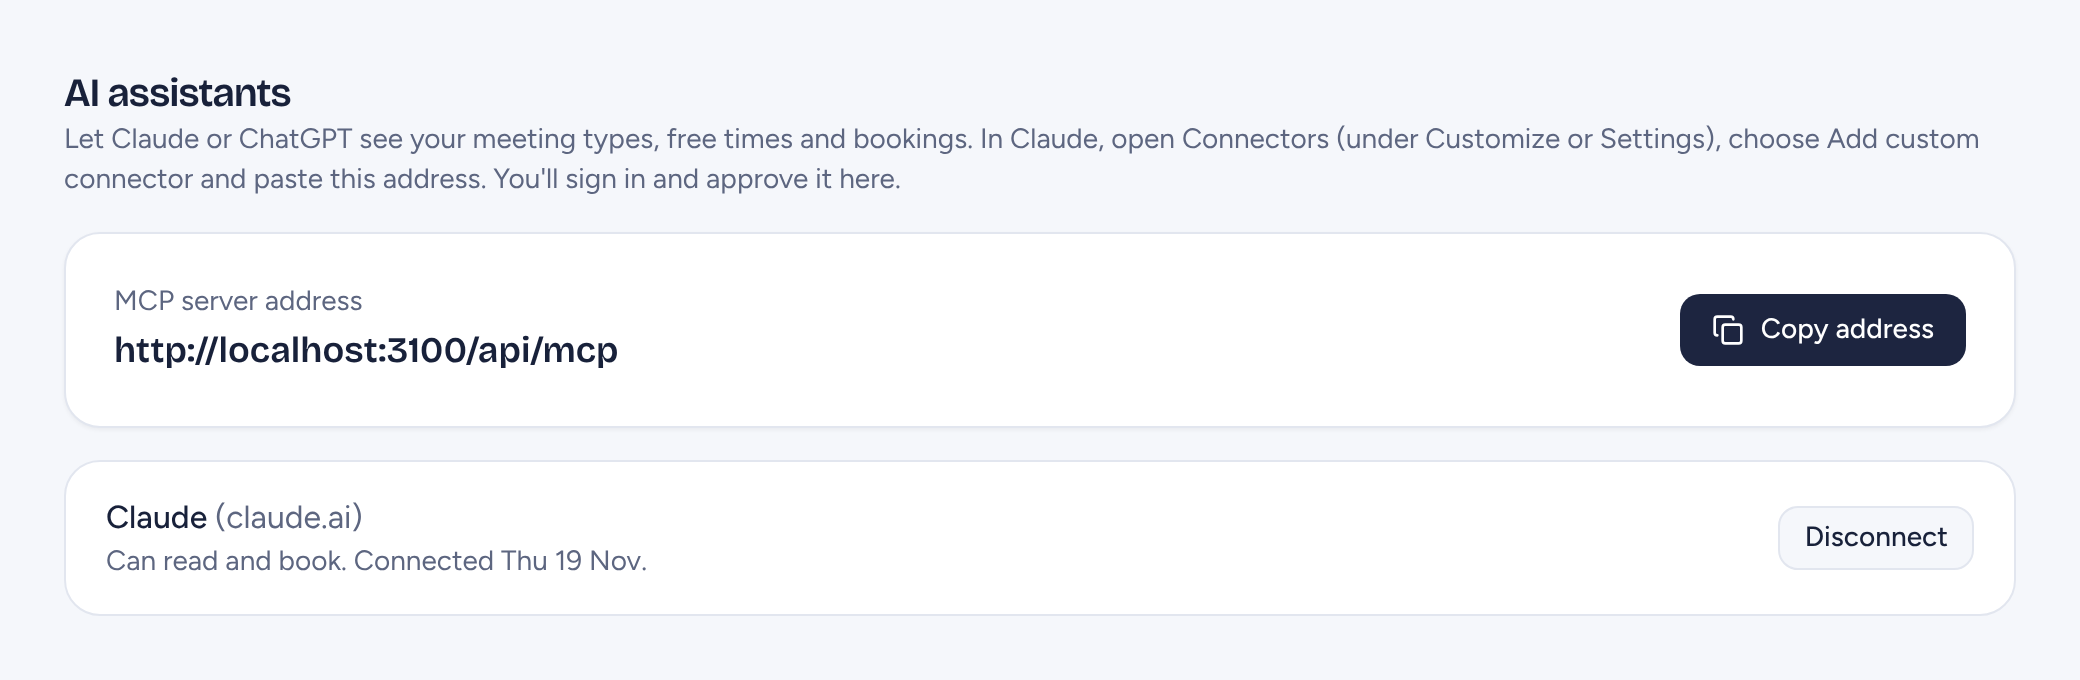 AI assistants
Let Claude or ChatGPT see your meeting types, free times and bookings. In Claude, open Connectors (under Customize or Settings), choose Add custom
connector and paste this address. You'll sign in and approve it here.
MCP server address
http://localhost:3100/api/mcp
Copy address
Claude (claude.ai)
Can read and book. Connected Thu 19 Nov.
Disconnect